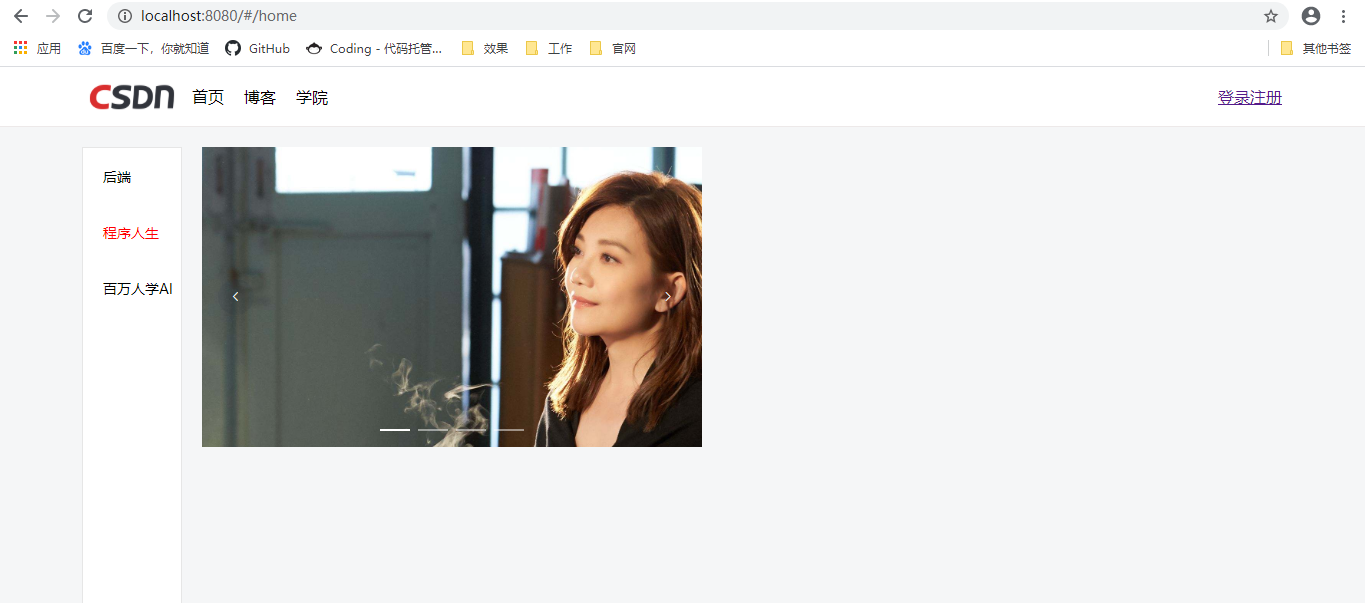 localhost:8080/#/home
应用 百度一下，你就知道 GitHub Coding - 代码托管... 效果 工作 官网 其他书签
CSDN 首页 博客 学院 登录注册
后端
程序人生
百万人学AI